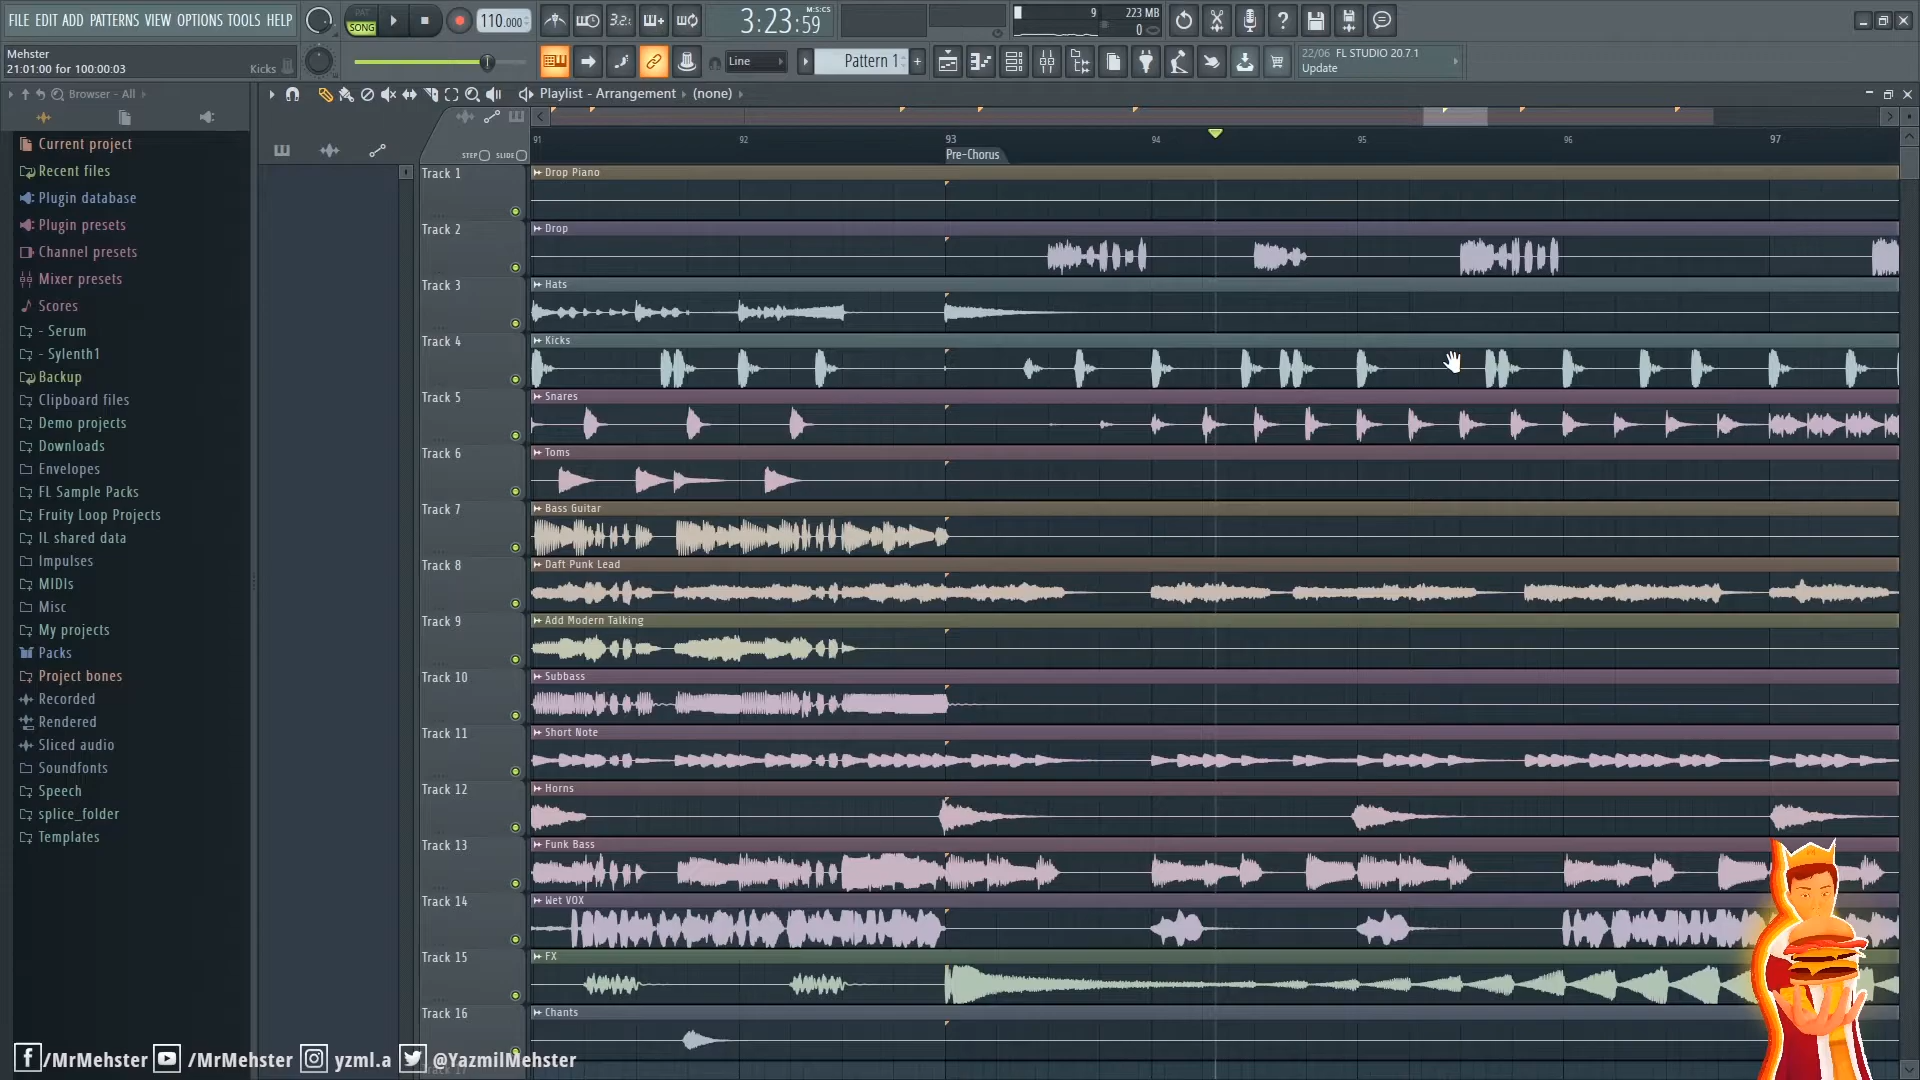 FILE EDIT ADD PATTERNS VIEW OPTIONS TOOLS HELP
PAT
SONG
110.000
3:23:59
M:S:CS
9
223 MB
0
Mehster
21:01:00 for 100:00:03
Kicks
Line
Pattern 1
22/06 FL STUDIO 20.7.1
Update
Browser - All
Playlist - Arrangement
(none)
STEP
SLIDE
91
92
93
94
95
96
97
Pre-Chorus
Current project
Recent files
Plugin database
Plugin presets
Channel presets
Mixer presets
Scores
- Serum
- Sylenth1
Backup
Clipboard files
Demo projects
Downloads
Envelopes
FL Sample Packs
Fruity Loop Projects
IL shared data
Impulses
MIDIs
Misc
My projects
Packs
Project bones
Recorded
Rendered
Sliced audio
Soundfonts
Speech
splice_folder
Templates
Track 1
Drop Piano
Track 2
Drop
Track 3
Hats
Track 4
Kicks
Track 5
Snares
Track 6
Toms
Track 7
Bass Guitar
Track 8
Daft Punk Lead
Track 9
Add Modern Talking
Track 10
Subbass
Track 11
Short Note
Track 12
Horns
Track 13
Funk Bass
Track 14
Wet VOX
Track 15
FX
Track 16
Chants
/MrMehster
/MrMehster
yzml.a
@YazmilMehster